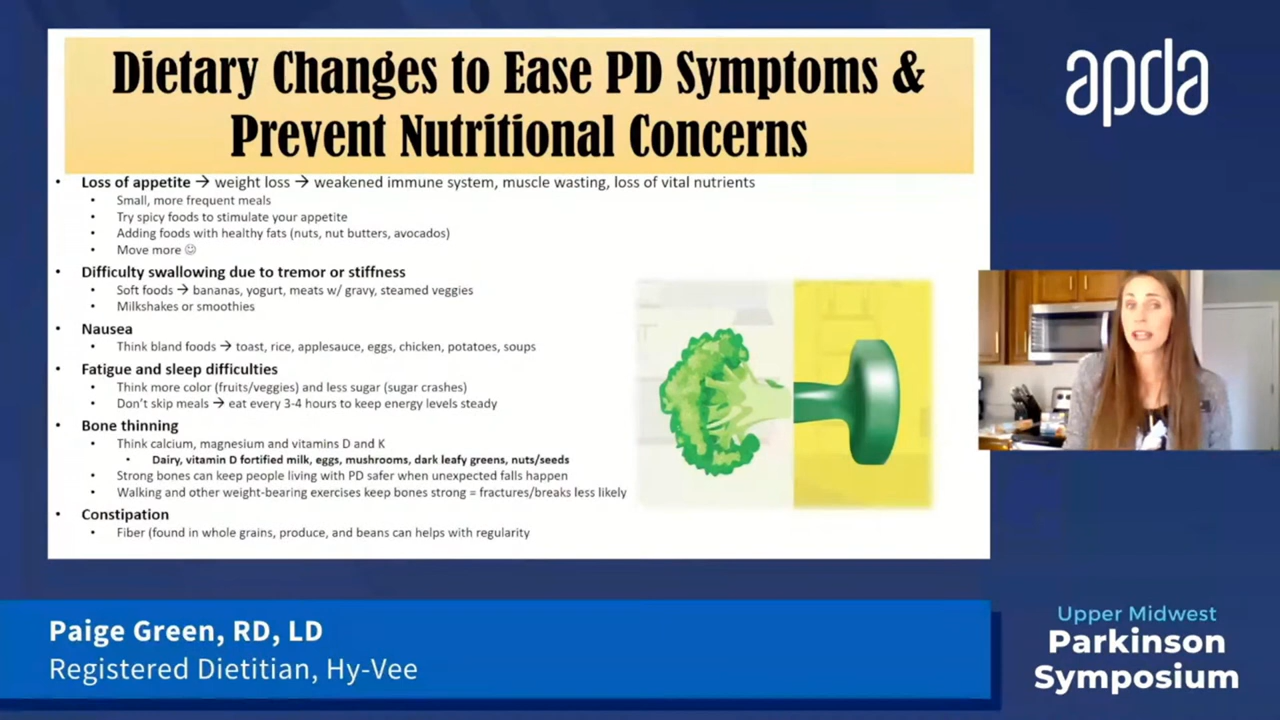 Dietary Changes to Ease PD Symptoms &
Prevent Nutritional Concerns
• Loss of appetite → weight loss → weakened immune system, muscle wasting, loss of vital nutrients
• Small, more frequent meals
• Try spicy foods to stimulate your appetite
• Adding foods with healthy fats (nuts, nut butters, avocados)
• Move more ☺
• Difficulty swallowing due to tremor or stiffness
• Soft foods → bananas, yogurt, meats w/ gravy, steamed veggies
• Milkshakes or smoothies
• Nausea
• Think bland foods → toast, rice, applesauce, eggs, chicken, potatoes, soups
• Fatigue and sleep difficulties
• Think more color (fruits/veggies) and less sugar (sugar crashes)
• Don't skip meals → eat every 3-4 hours to keep energy levels steady
• Bone thinning
• Think calcium, magnesium and vitamins D and K
• Dairy, vitamin D fortified milk, eggs, mushrooms, dark leafy greens, nuts/seeds
• Strong bones can keep people living with PD safer when unexpected falls happen
• Walking and other weight-bearing exercises keep bones strong = fractures/breaks less likely
• Constipation
• Fiber (found in whole grains, produce, and beans can helps with regularity
apda
Paige Green, RD, LD
Registered Dietitian, Hy-Vee
Upper Midwest
Parkinson
Symposium